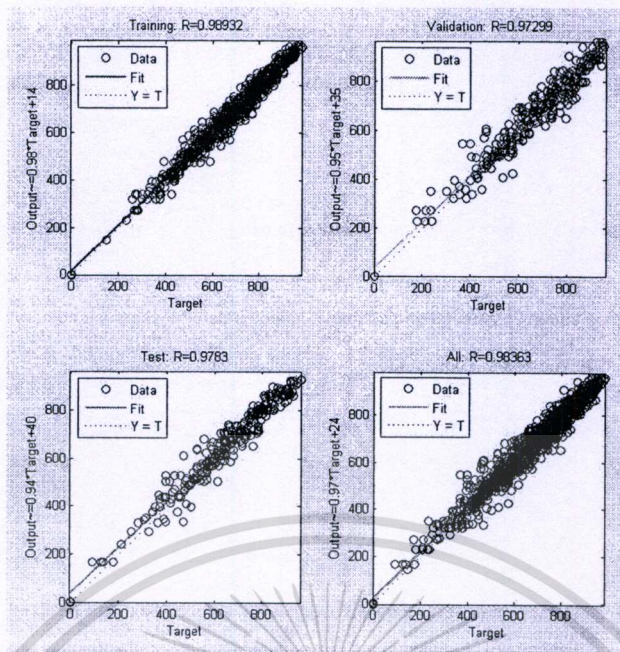 Training: R=0.98932
Data
Fit
Y = T
Output~=0.98*Target+14
800
600
400
200
0
0 200 400 600 800
Target
Validation: R=0.97299
Data
Fit
Y = T
Output~=0.95*Target+35
800
600
400
200
0
0 200 400 600 800
Target
Test: R=0.9783
Data
Fit
Y = T
Output~=0.94*Target+40
800
600
400
200
0
0 200 400 600 800
Target
All: R=0.98363
Data
Fit
Y = T
Output~=0.97*Target+24
800
600
400
200
0
0 200 400 600 800
Target